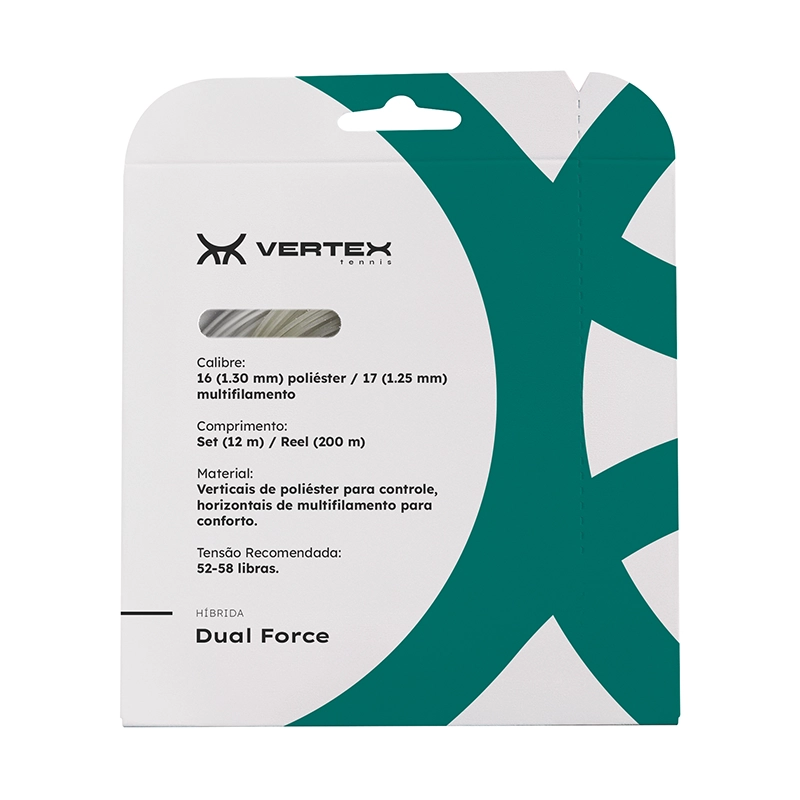 VERTEX
tennis
Calibre:
16 (1.30 mm) poliéster / 17 (1.25 mm)
multifilamento
Comprimento:
Set (12 m) / Reel (200 m)
Material:
Verticais de poliéster para controle,
horizontais de multifilamento para
conforto.
Tensão Recomendada:
52-58 libras.
HÍBRIDA
Dual Force